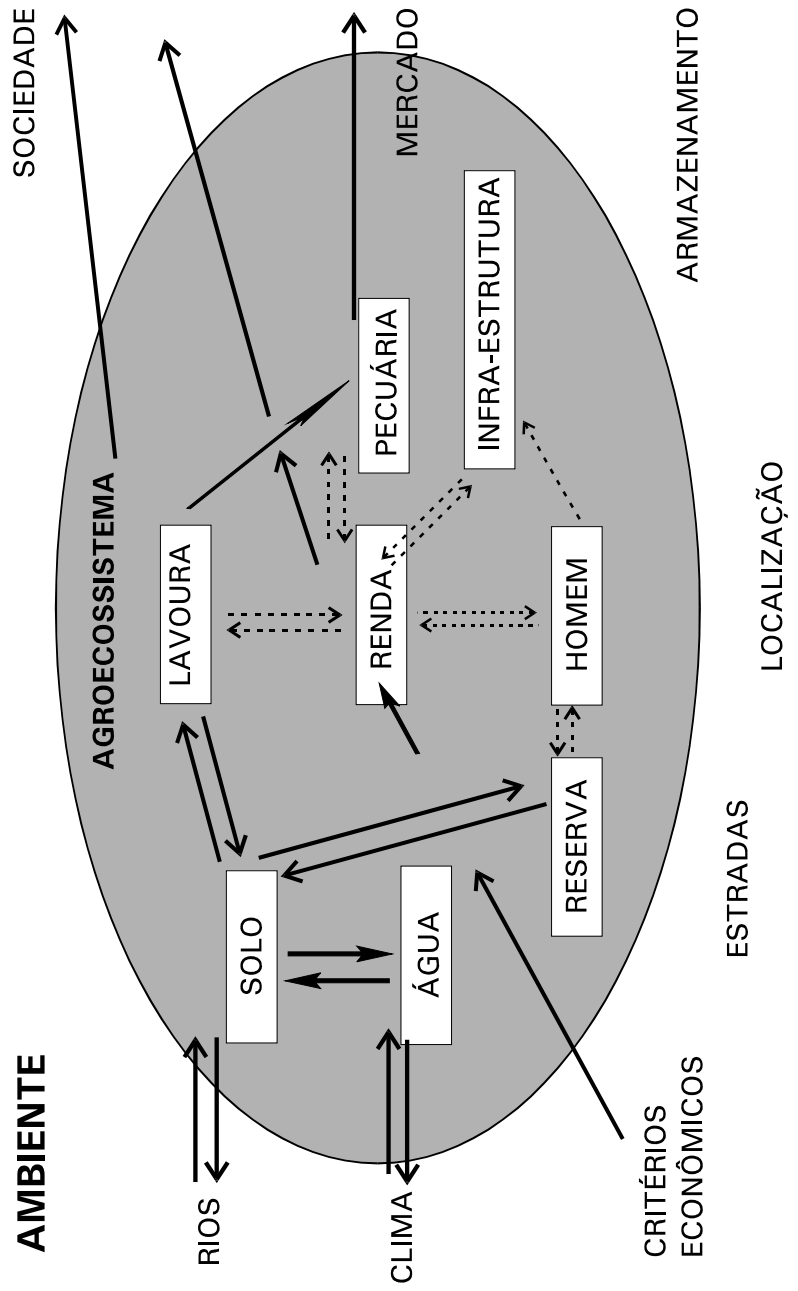 AMBIENTE
SOCIEDADE
AGROECOSSISTEMA
RIOS
LAVOURA
SOLO
CLIMA
ÁGUA
RENDA
PECUÁRIA
MERCADO
INFRA-ESTRUTURA
RESERVA
HOMEM
CRITÉRIOS
ECONÔMICOS
ESTRADAS
LOCALIZAÇÃO
ARMAZENAMENTO